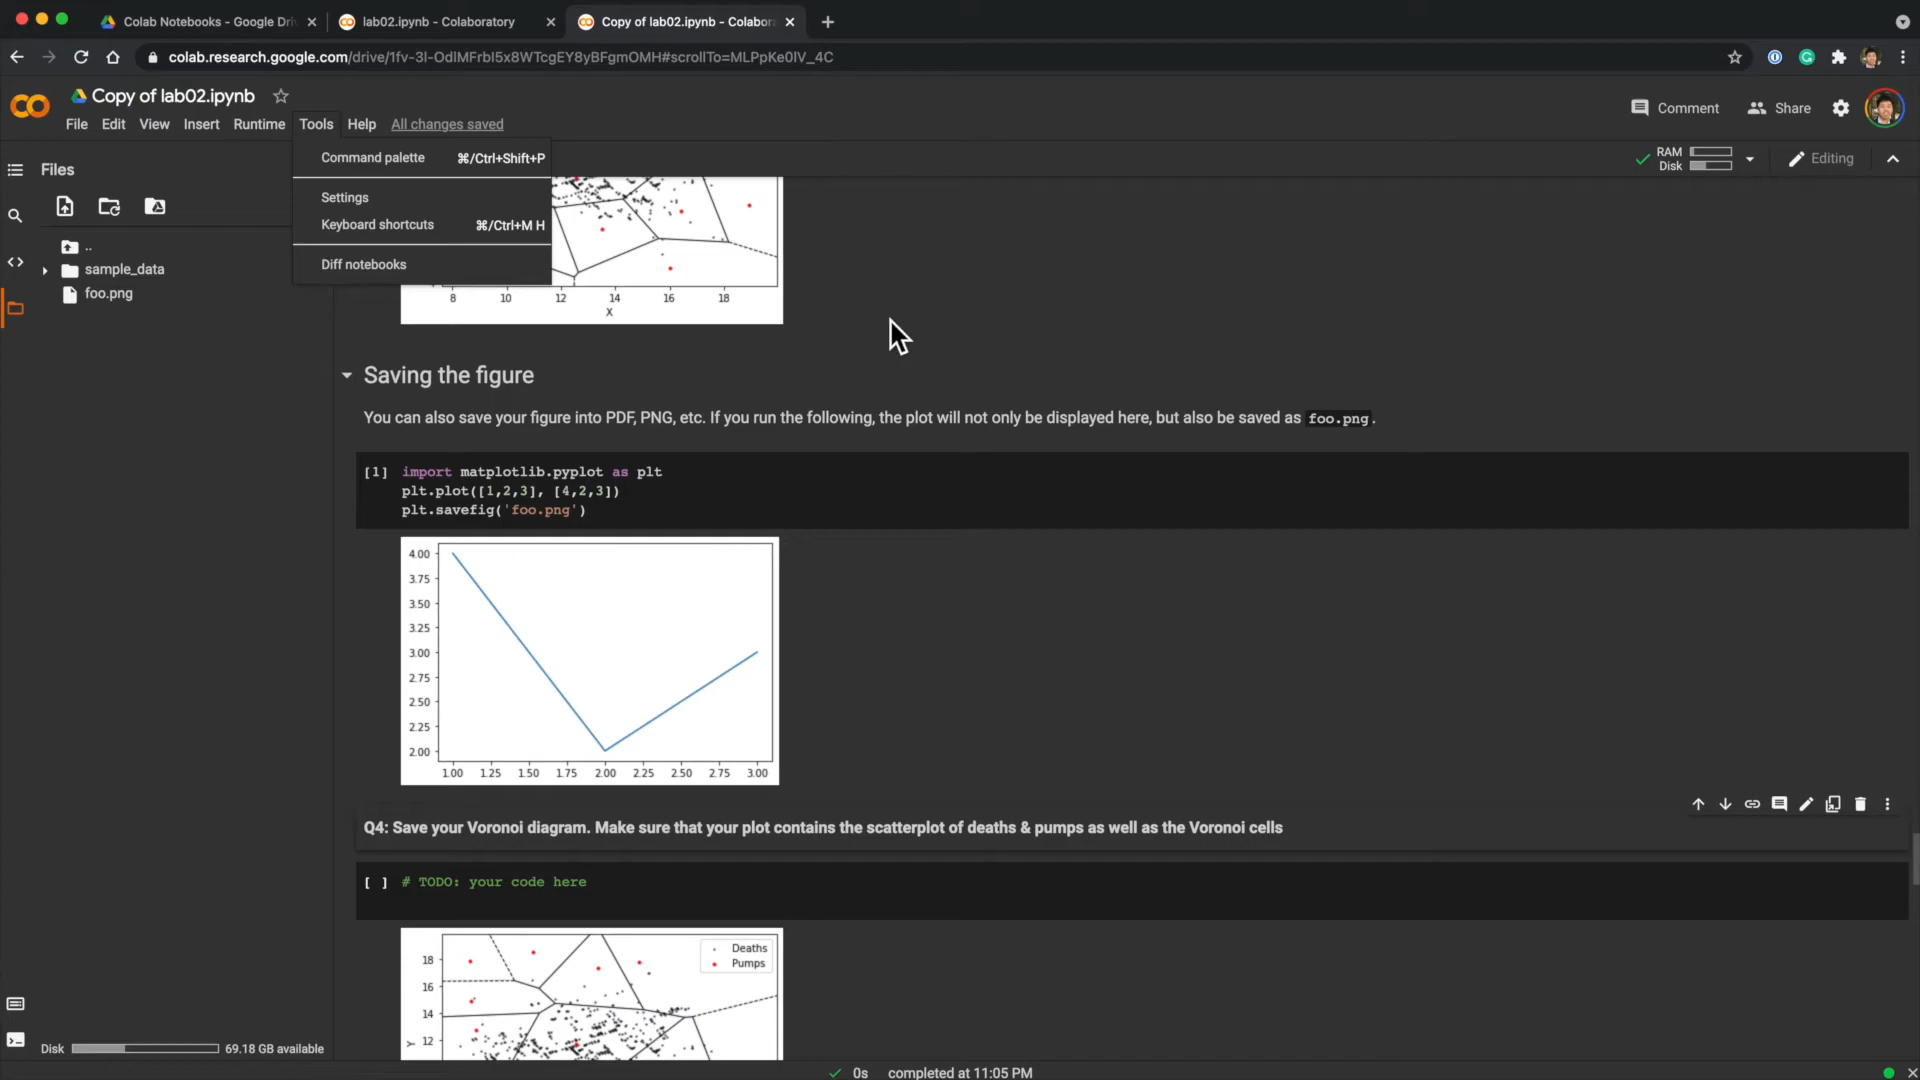 Colab Notebooks - Google Dri
lab02.ipynb - Colaboratory
Copy of lab02.ipynb - Colabor
colab.research.google.com/drive/1fv-3l-OdlMFrbI5x8WTcgEY8yBFgmOMH#scrollTo=MLPpKe0lV_4C
Copy of lab02.ipynb
Comment
Share
File Edit View Insert Runtime Tools Help All changes saved
Command palette ⌘/Ctrl+Shift+P
Settings
Keyboard shortcuts ⌘/Ctrl+M H
Diff notebooks
RAM
Disk
Editing
Files
..
sample_data
foo.png
8 10 12 14 16 18
X
Saving the figure
You can also save your figure into PDF, PNG, etc. If you run the following, the plot will not only be displayed here, but also be saved as foo.png.
[1] import matplotlib.pyplot as plt
plt.plot([1,2,3], [4,2,3])
plt.savefig('foo.png')
4.00
3.75
3.50
3.25
3.00
2.75
2.50
2.25
2.00
1.00 1.25 1.50 1.75 2.00 2.25 2.50 2.75 3.00
Q4: Save your Voronoi diagram. Make sure that your plot contains the scatterplot of deaths & pumps as well as the Voronoi cells
[ ] # TODO: your code here
Deaths
Pumps
18
16
14
12
Y
Disk 69.18 GB available
0s completed at 11:05 PM